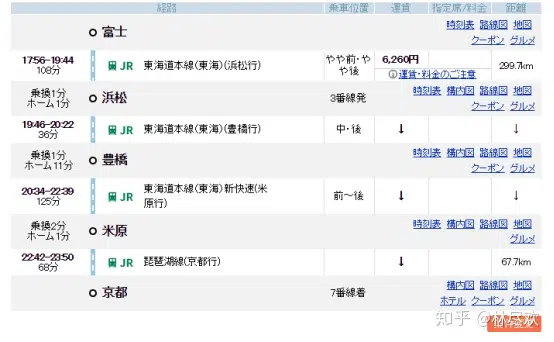 経路 乗車位置 運賃 指定席/料金 距離
富士 時刻表 路線図 地図
クーポン グルメ
17:56-19:44 JR 東海道本線(東海)(浜松行) やや前・や 6,260円 299.7km
108分 や後 運賃・料金のご注意
乗換1分 浜松 3番線発 時刻表 構内図 路線図 地図
ホーム1分 クーポン グルメ
19:46-20:22 JR 東海道本線(東海)(豊橋行) 中・後 ↓ ↓
36分
乗換1分 豊橋 時刻表 構内図 路線図 地図
ホーム11分 クーポン グルメ
20:34-22:39 JR 東海道本線(東海)新快速(米 前～後 ↓ ↓
125分 原行)
乗換2分 米原 時刻表 構内図 路線図 地図
ホーム1分 グルメ
22:42-23:50 JR 琵琶湖線(京都行) ↓ 67.7km
68分
京都 7番線着 構内図 路線図 地図
ホテル クーポン グルメ